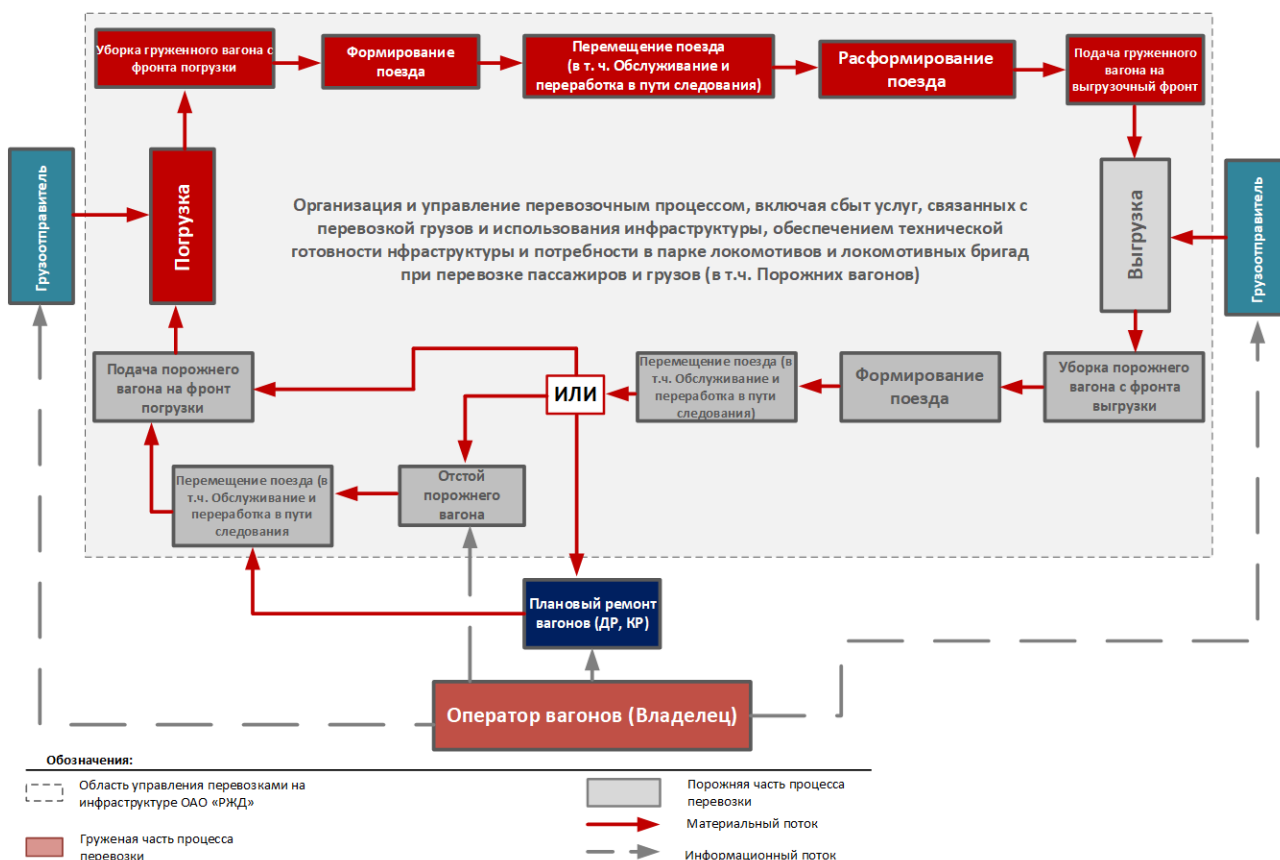 Уборка груженного вагона с
фронта погрузки
Формирование
поезда
Перемещение поезда
(в т. ч. Обслуживание и
переработка в пути следования)
Расформирование
поезда
Подача груженного
вагона на
выгрузочный фронт
Грузоотправитель
Погрузка
Организация и управление перевозочным процессом, включая сбыт услуг, связанных с
перевозкой грузов и использования инфраструктуры, обеспечением технической
готовности нфраструктуры и потребности в парке локомотивов и локомотивных бригад
при перевозке пассажиров и грузов (в т.ч. Порожних вагонов)
Выгрузка
Грузоотправитель
Подача порожнего
вагона на фронт
погрузки
ИЛИ
Перемещение поезда (в
т.ч. Обслуживание и
переработка в пути
следования)
Формирование
поезда
Уборка порожнего
вагона с фронта
выгрузки
Перемещение поезда (в
т.ч. Обслуживание и
переработка в пути
следования
Отстой
порожнего
вагона
Плановый ремонт
вагонов (ДР, КР)
Оператор вагонов (Владелец)
Обозначения:
Область управления перевозками на
инфраструктуре ОАО «РЖД»
Груженая часть процесса
перевозки
Порожняя часть процесса
перевозки
Материальный поток
Информационный поток